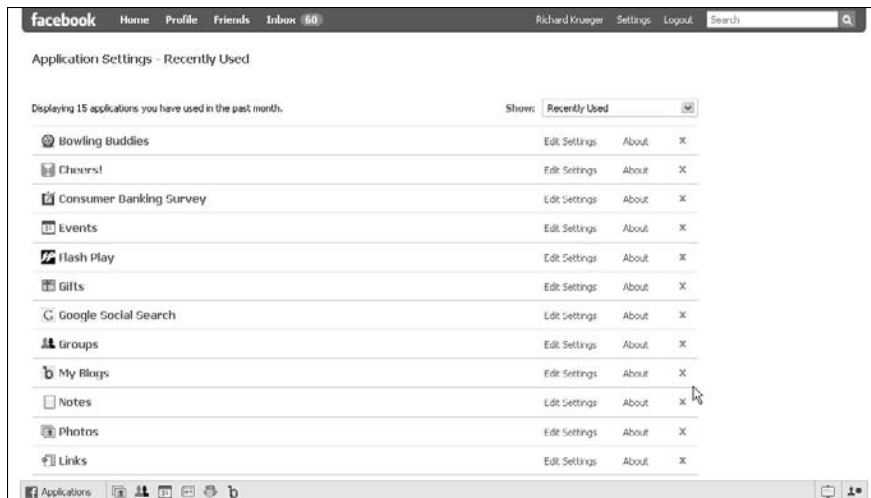 facebook Home Profile Friends Inbox 60 Richard Krueger Settings Logout Search
Application Settings - Recently Used
Displaying 15 applications you have used in the past month. Show: Recently Used
Bowling Buddies Edit Settings About x
Cheers! Edit Settings About x
Consumer Banking Survey Edit Settings About x
31 Events Edit Settings About x
Flash Play Edit Settings About x
Gifts Edit Settings About x
G Google Social Search Edit Settings About x
Groups Edit Settings About x
b My Blogs Edit Settings About x
Notes Edit Settings About x
Photos Edit Settings About x
Links Edit Settings About x
f Applications 31 b